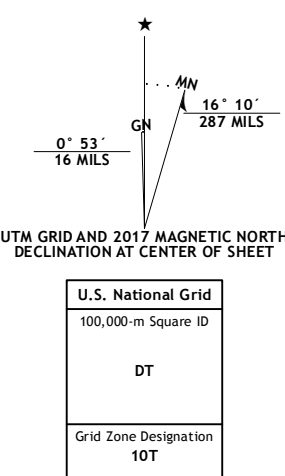 ★
MN
GN
16° 10´
287 MILS
0° 53´
16 MILS
UTM GRID AND 2017 MAGNETIC NORTH
DECLINATION AT CENTER OF SHEET
U.S. National Grid
100,000-m Square ID
DT
Grid Zone Designation
10T